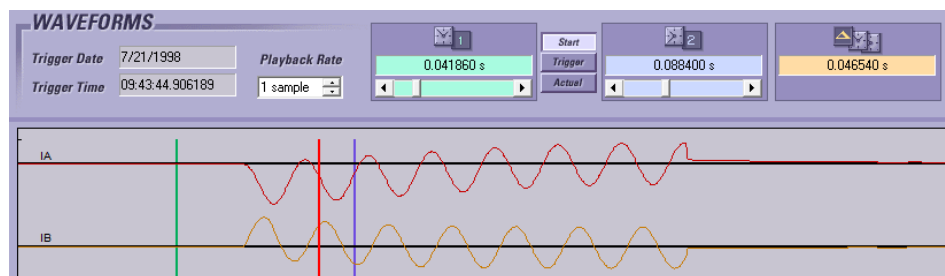 WAVEFORMS
Trigger Date 7/21/1998
Trigger Time 09:43:44.906189
Playback Rate
1 sample
1
0.041860 s
Start
Trigger
Actual
2
0.088400 s
0.046540 s
IA
IB